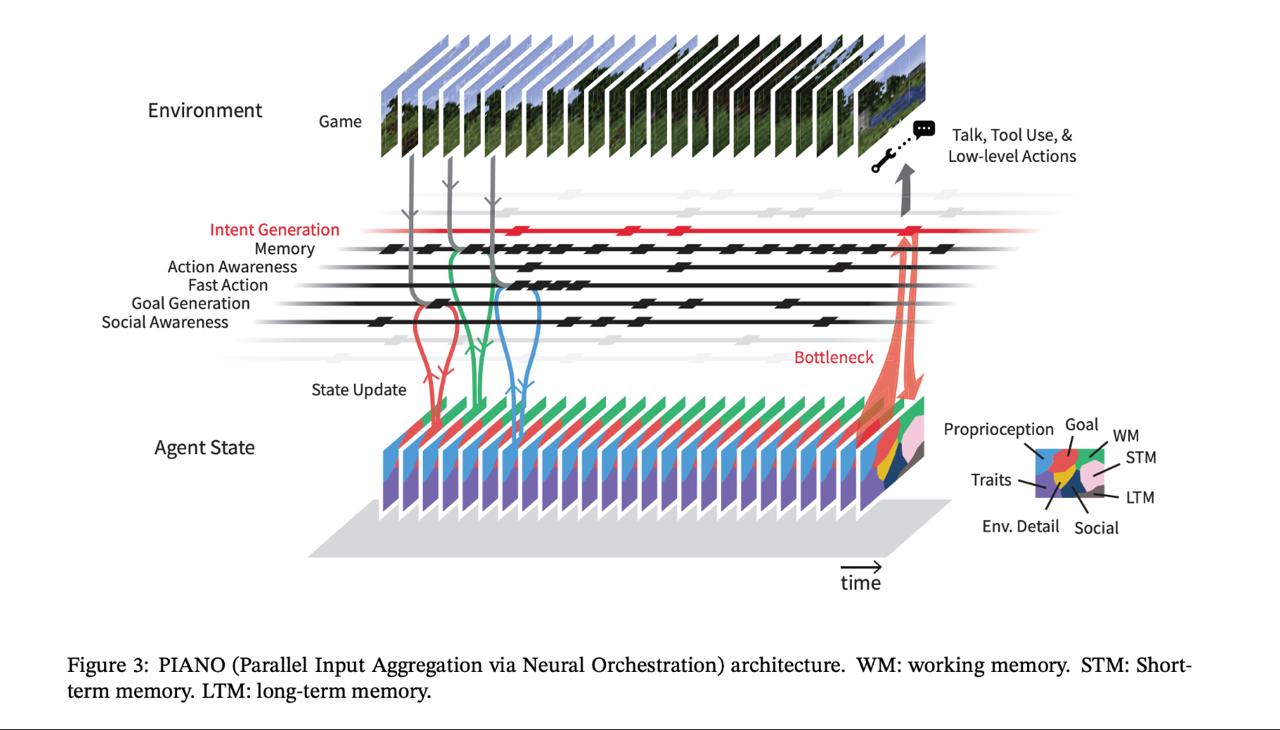 Environment
Game
Talk, Tool Use, &
Low-level Actions
Intent Generation
Memory
Action Awareness
Fast Action
Goal Generation
Social Awareness
Bottleneck
State Update
Agent State
Proprioception
Goal
WM
STM
Traits
LTM
Env. Detail
Social
time
Figure 3: PIANO (Parallel Input Aggregation via Neural Orchestration) architecture. WM: working memory. STM: Short-
term memory. LTM: long-term memory.